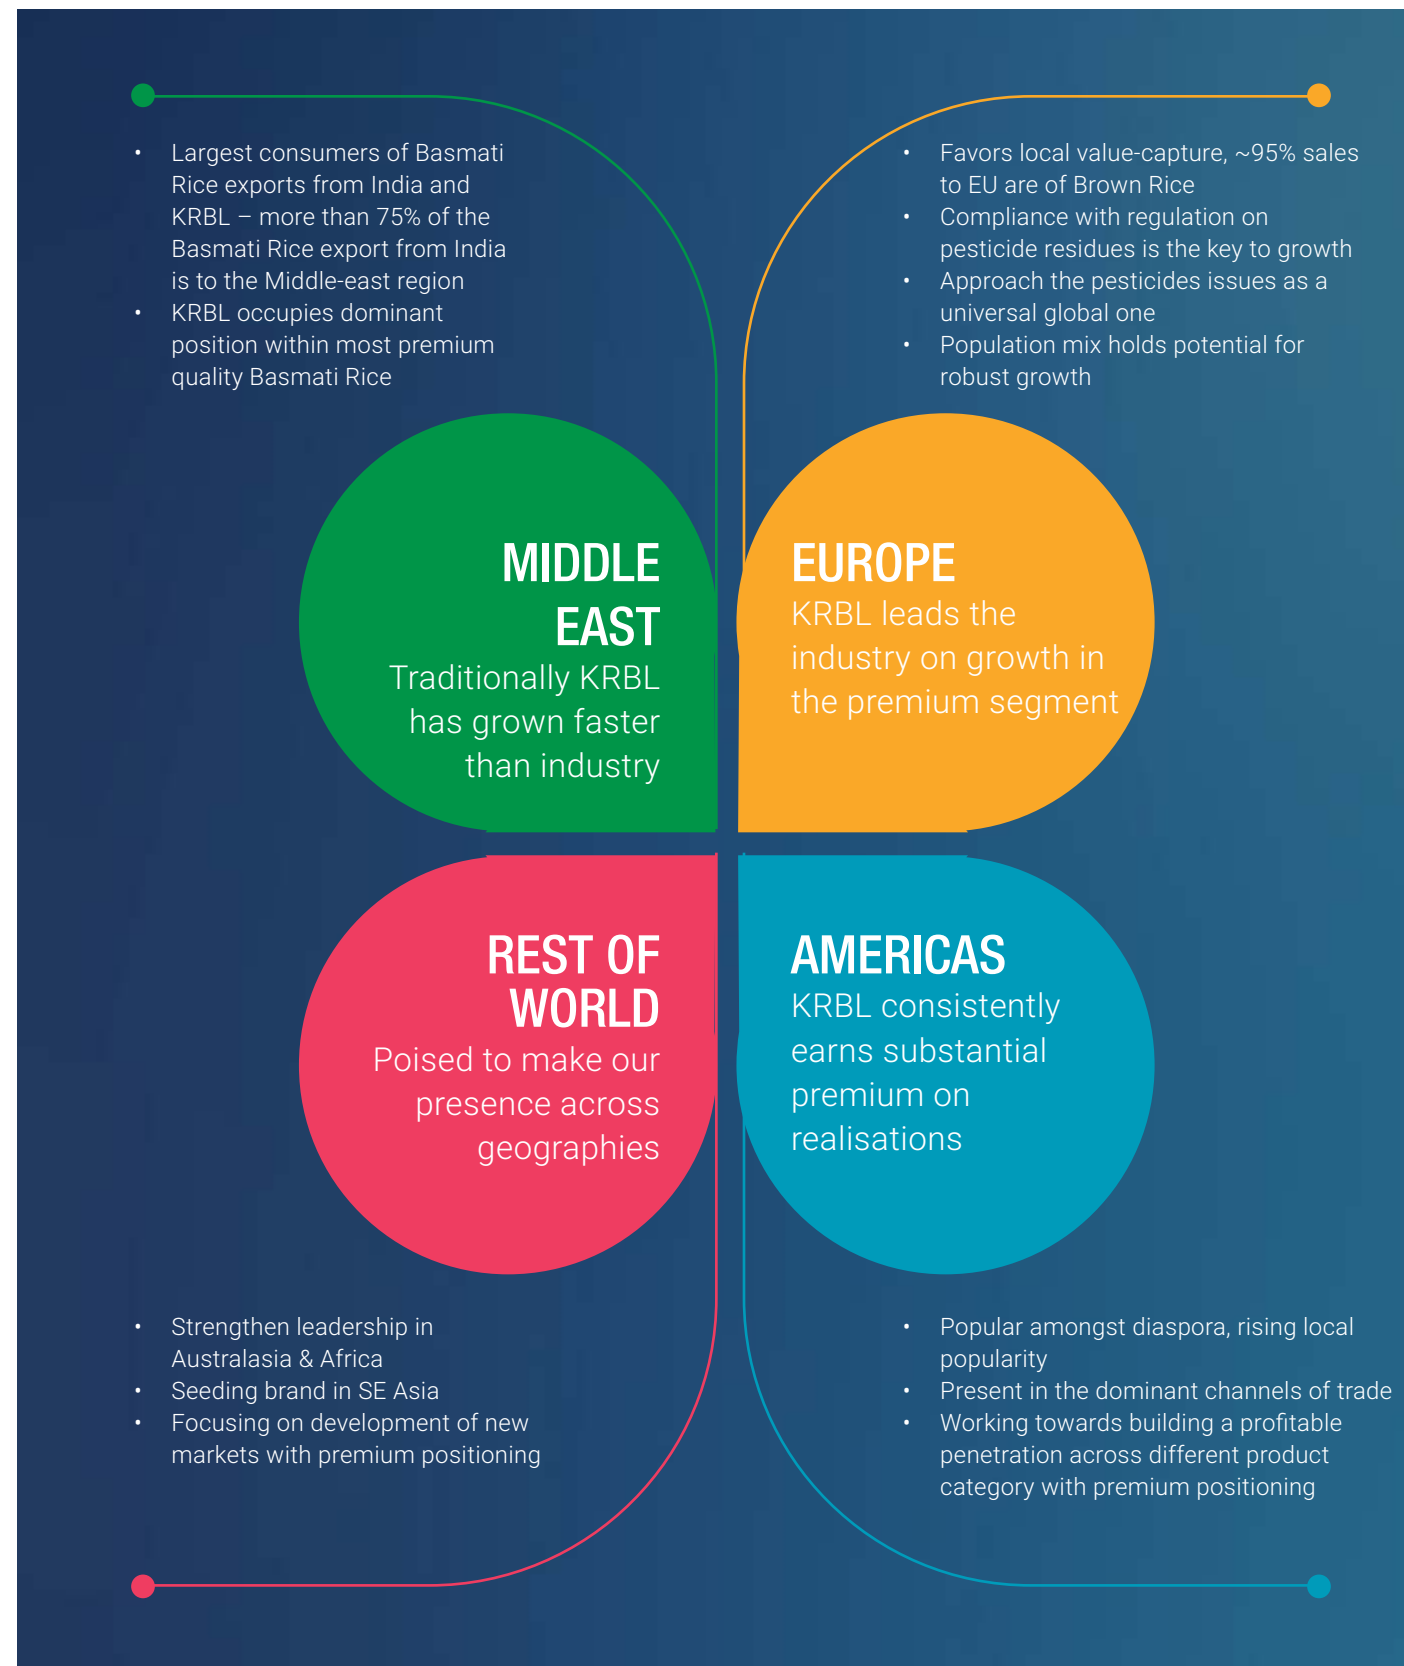 • Largest consumers of Basmati
Rice exports from India and
KRBL – more than 75% of the
Basmati Rice export from India
is to the Middle-east region
• KRBL occupies dominant
position within most premium
quality Basmati Rice
• Favors local value-capture, ~95% sales
to EU are of Brown Rice
• Compliance with regulation on
pesticide residues is the key to growth
• Approach the pesticides issues as a
universal global one
• Population mix holds potential for
robust growth
MIDDLE
EAST
Traditionally KRBL
has grown faster
than industry
EUROPE
KRBL leads the
industry on growth in
the premium segment
REST OF
WORLD
Poised to make our
presence across
geographies
AMERICAS
KRBL consistently
earns substantial
premium on
realisations
• Strengthen leadership in
Australasia & Africa
• Seeding brand in SE Asia
• Focusing on development of new
markets with premium positioning
• Popular amongst diaspora, rising local
popularity
• Present in the dominant channels of trade
• Working towards building a profitable
penetration across different product
category with premium positioning